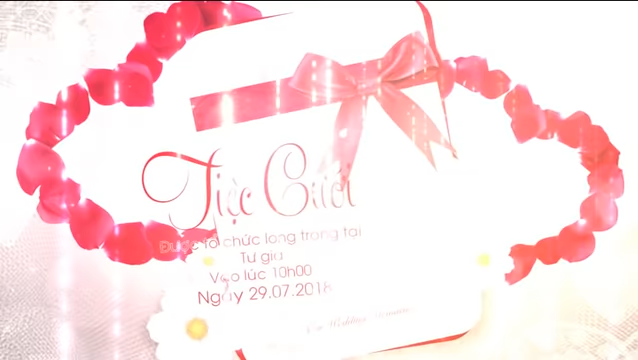 Tiệc Cưới
Được tổ chức long trọng tại
Tư gia
Vào lúc 10h00
Ngày 29.07.2018